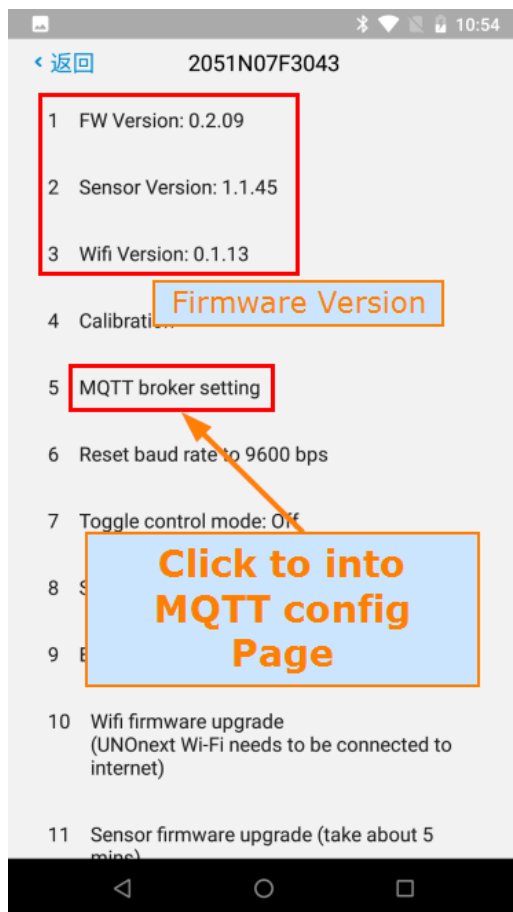 10:54
返回 2051N07F3043
1 FW Version: 0.2.09
2 Sensor Version: 1.1.45
3 Wifi Version: 0.1.13
Firmware Version
4
5 MQTT broker setting
6 Reset baud rate to 9600 bps
7 Toggle control mode: Off
Click to into
MQTT config
Page
8
9
10 Wifi firmware upgrade
(UNOnext Wi-Fi needs to be connected to
internet)
11 Sensor firmware upgrade (take about 5
mins)